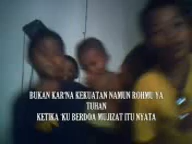 BUKAN KAR'NA KEKUATAN NAMUN ROHMU YA
TUHAN
KETIKA 'KU BERDOA MUJIZAT ITU NYATA